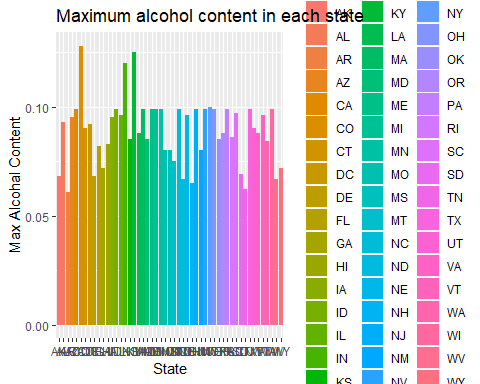 Maximum alcohol content in each state
Max Alcohal Content
0.10
0.05
0.00
State
AL
AR
AZ
CA
CO
CT
DC
DE
FL
GA
HI
IA
ID
IL
IN
KS
KY
LA
MA
MD
ME
MI
MN
MO
MS
MT
NC
ND
NE
NH
NJ
NM
NV
NY
OH
OK
OR
PA
RI
SC
SD
TN
TX
UT
VA
VT
WA
WI
WV
WY